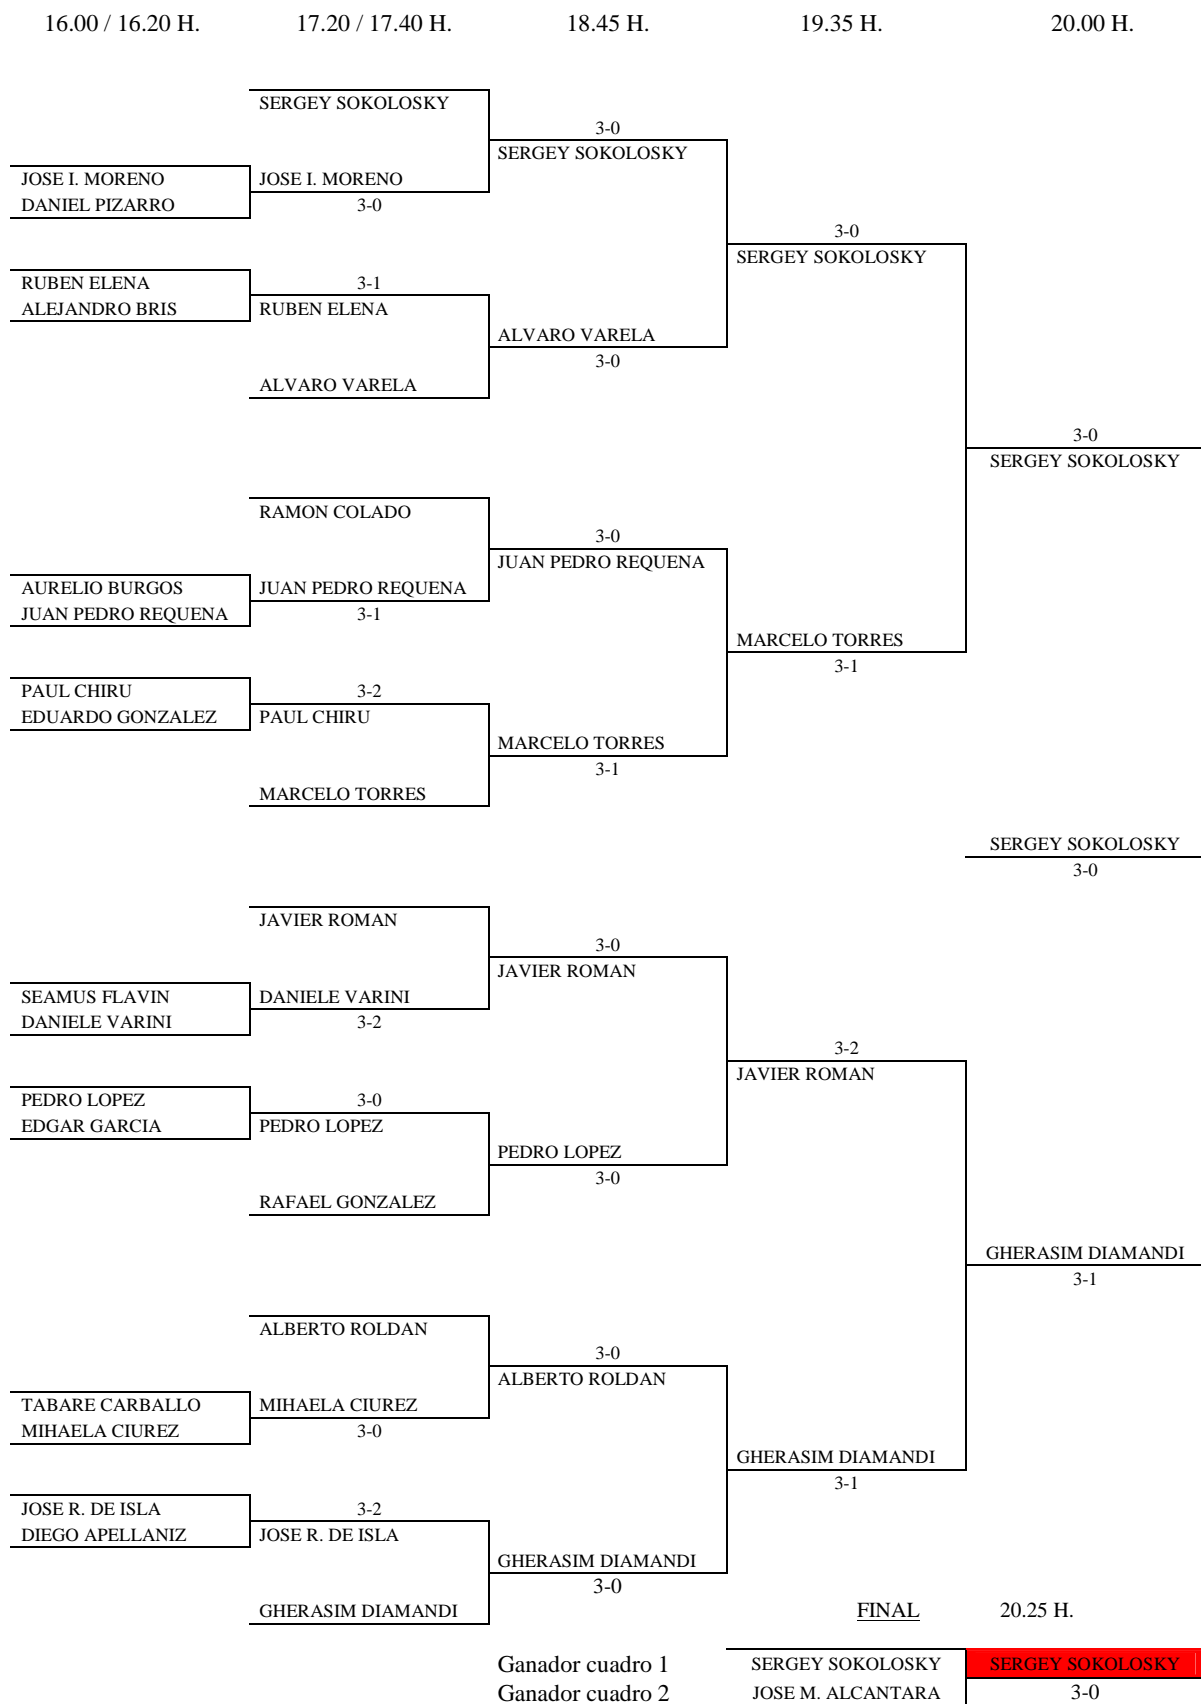 16.00 / 16.20 H. 17.20 / 17.40 H. 18.45 H. 19.35 H. 20.00 H.
SERGEY SOKOLOSKY
3-0
SERGEY SOKOLOSKY
JOSE I. MORENO JOSE I. MORENO
DANIEL PIZARRO 3-0
3-0
SERGEY SOKOLOSKY
RUBEN ELENA 3-1
ALEJANDRO BRIS RUBEN ELENA
ALVARO VARELA
3-0
ALVARO VARELA
3-0
SERGEY SOKOLOSKY
RAMON COLADO
3-0
JUAN PEDRO REQUENA
AURELIO BURGOS JUAN PEDRO REQUENA
JUAN PEDRO REQUENA 3-1
MARCELO TORRES
3-1
PAUL CHIRU 3-2
EDUARDO GONZALEZ PAUL CHIRU
MARCELO TORRES
3-1
MARCELO TORRES
SERGEY SOKOLOSKY
3-0
JAVIER ROMAN
3-0
JAVIER ROMAN
SEAMUS FLAVIN DANIELE VARINI
DANIELE VARINI 3-2
3-2
JAVIER ROMAN
PEDRO LOPEZ 3-0
EDGAR GARCIA PEDRO LOPEZ
PEDRO LOPEZ
3-0
RAFAEL GONZALEZ
GHERASIM DIAMANDI
3-1
ALBERTO ROLDAN
3-0
ALBERTO ROLDAN
TABARE CARBALLO MIHAELA CIUREZ
MIHAELA CIUREZ 3-0
GHERASIM DIAMANDI
3-1
JOSE R. DE ISLA 3-2
DIEGO APELLANIZ JOSE R. DE ISLA
GHERASIM DIAMANDI
3-0
GHERASIM DIAMANDI FINAL 20.25 H.
Ganador cuadro 1 SERGEY SOKOLOSKY SERGEY SOKOLOSKY
Ganador cuadro 2 JOSE M. ALCANTARA 3-0